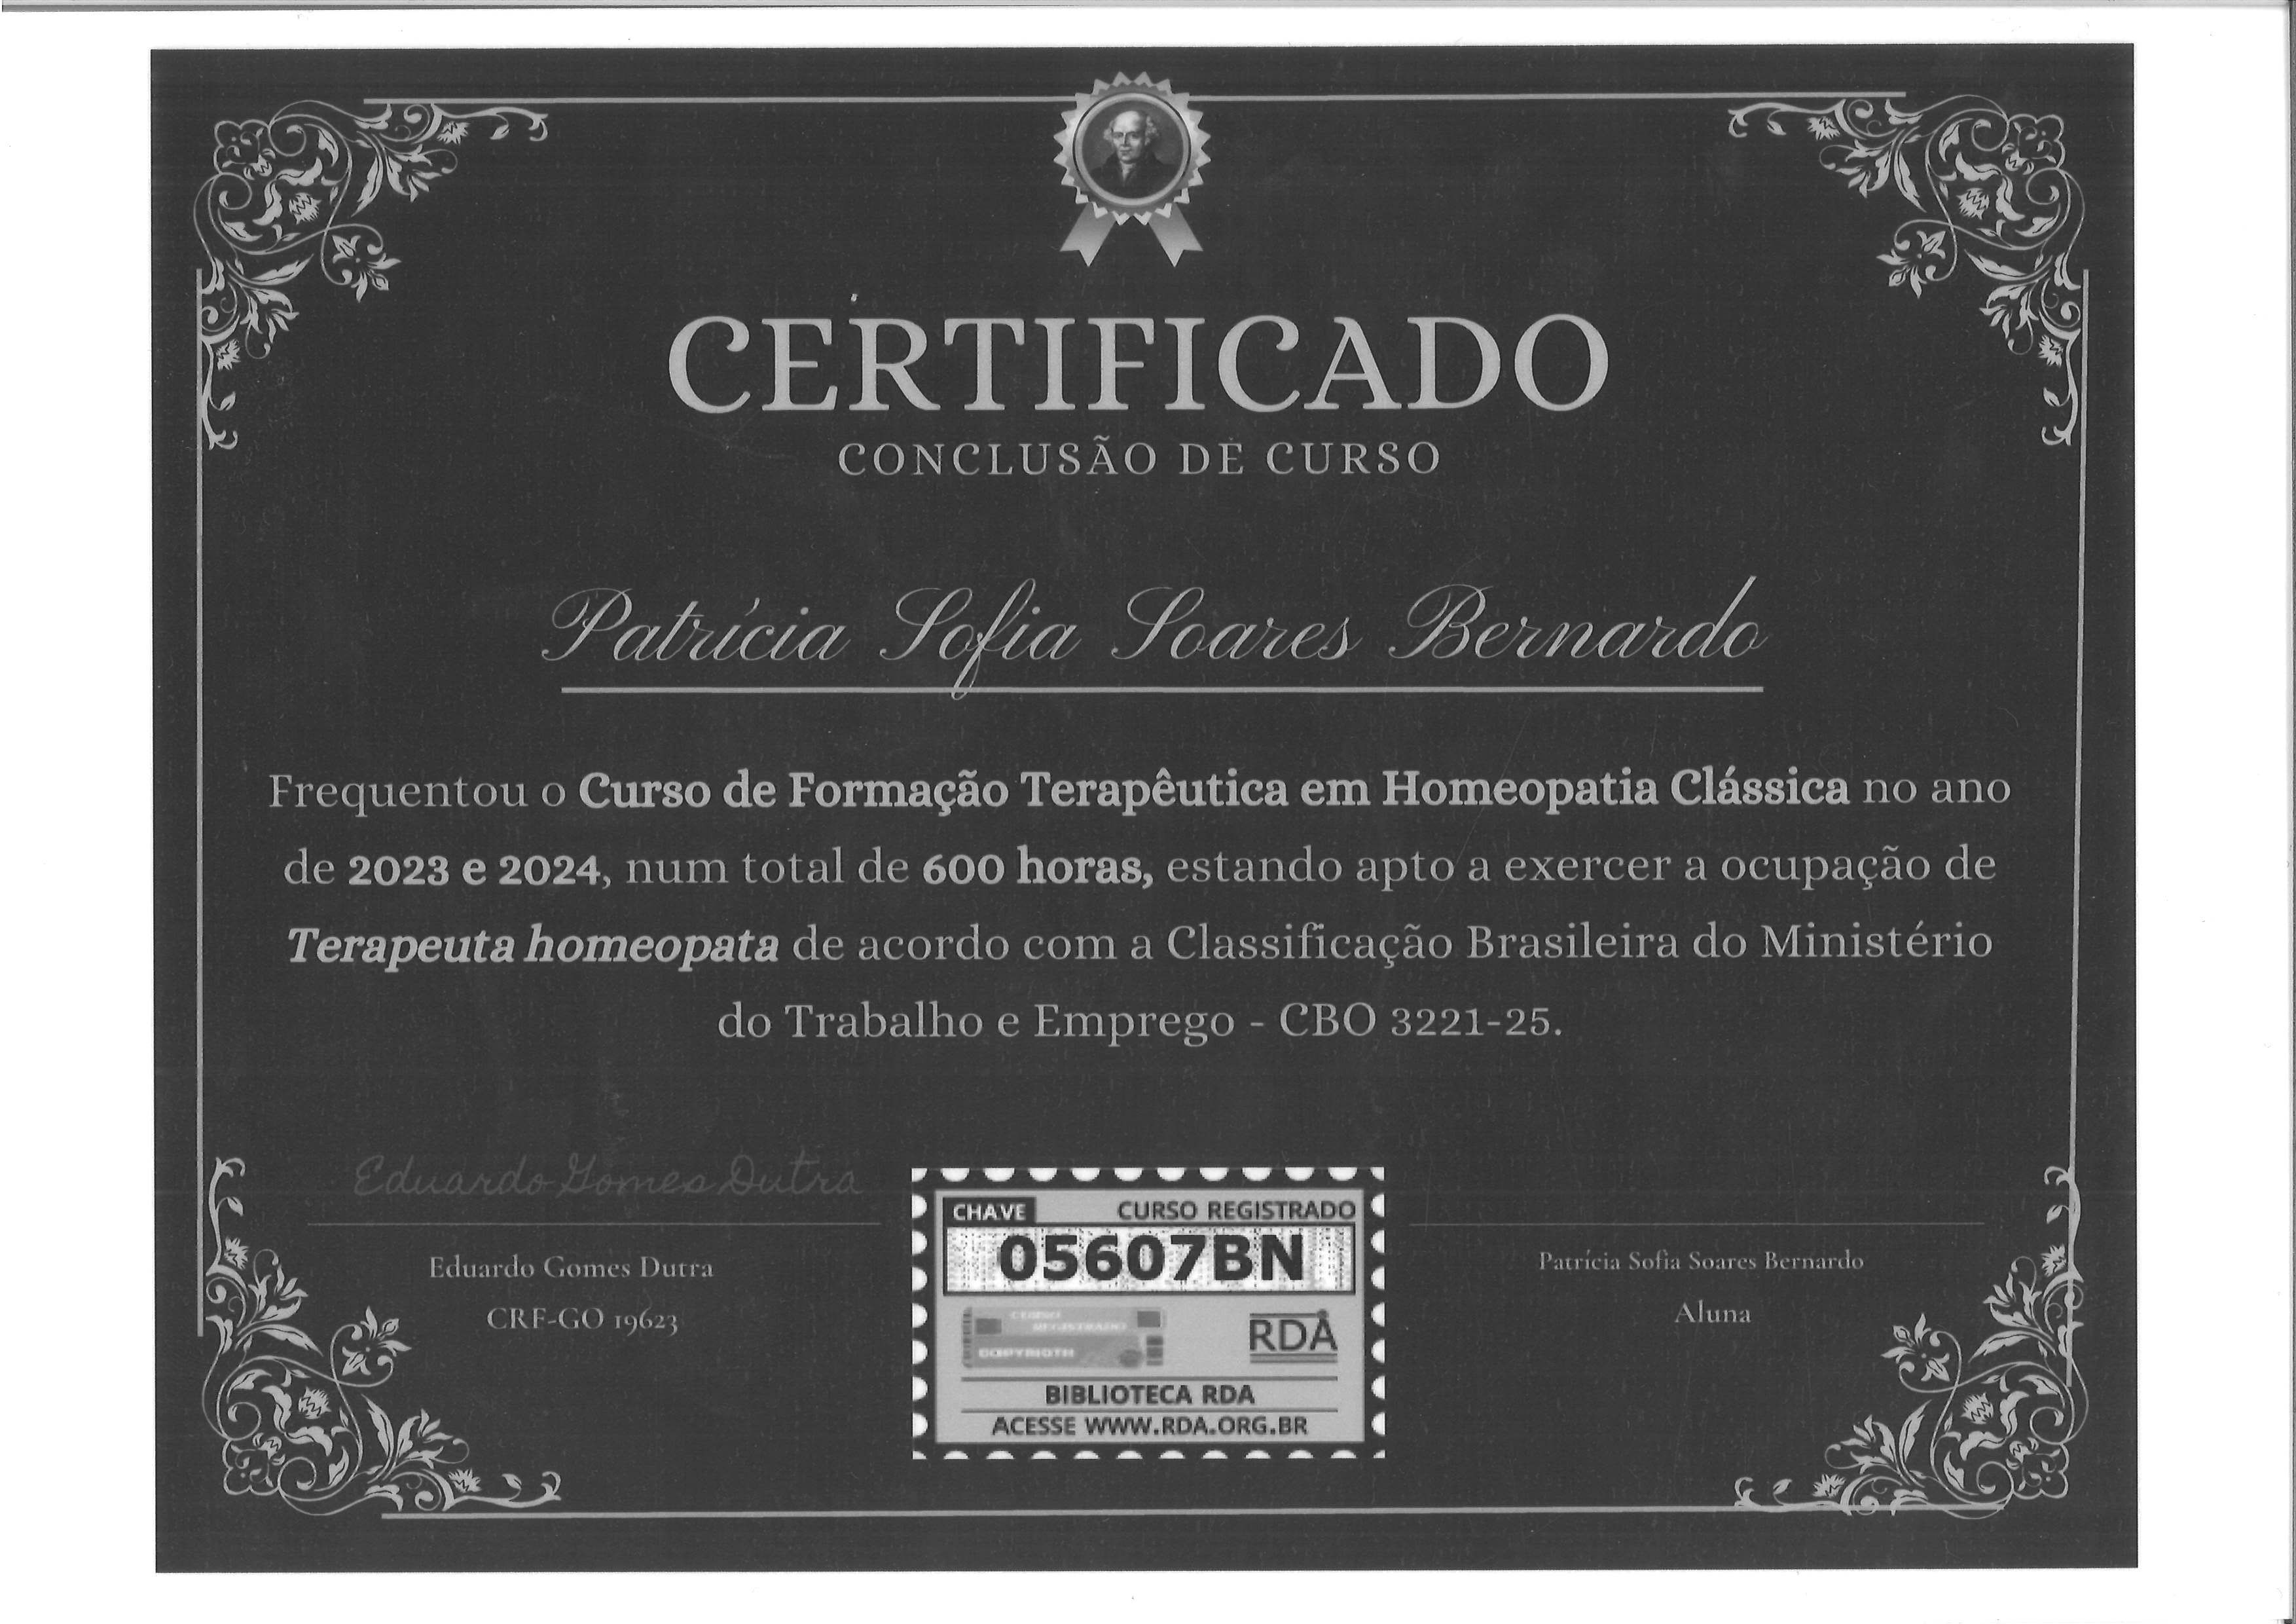 CERTIFICADO
CONCLUSÃO DE CURSO
Patrícia Sofia Soares Bernardo
Frequentou o Curso de Formação Terapêutica em Homeopatia Clássica no ano
de 2023 e 2024, num total de 600 horas, estando apto a exercer a ocupação de
Terapeuta homeopata de acordo com a Classificação Brasileira do Ministério
do Trabalho e Emprego - CBO 3221-25.
Eduardo Gomes Dutra
Eduardo Gomes Dutra
CRF-GO 19623
CHAVE CURSO REGISTRADO
05607BN
CURSO
REGISTRADO
COPYRIGTH
RDA
BIBLIOTECA RDA
ACESSE WWW.RDA.ORG.BR
Patrícia Sofia Soares Bernardo
Aluna